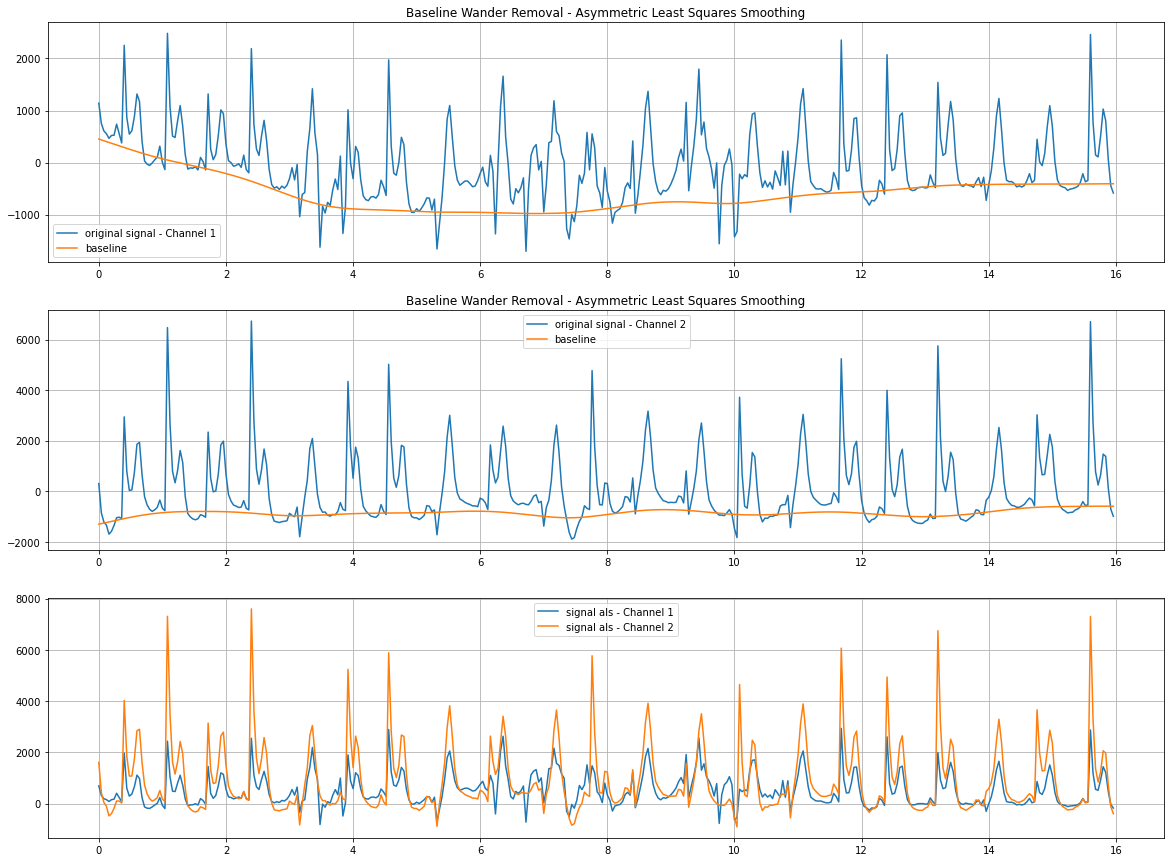 Baseline Wander Removal - Asymmetric Least Squares Smoothing
2000
1000
0
−1000
original signal - Channel 1
baseline
0 2 4 6 8 10 12 14 16
Baseline Wander Removal - Asymmetric Least Squares Smoothing
6000
4000
2000
0
−2000
original signal - Channel 2
baseline
0 2 4 6 8 10 12 14 16
8000
6000
4000
2000
0
signal als - Channel 1
signal als - Channel 2
0 2 4 6 8 10 12 14 16